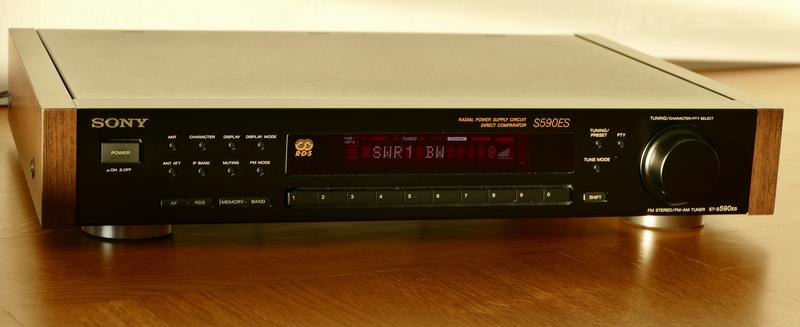 SONY
RADIAL POWER SUPPLY CIRCUIT
DIRECT COMPARATOR
S590ES
TUNING/CHARACTER/PTY SELECT
ANT CHARACTER DISPLAY DISPLAY MODE
POWER
ON OFF
ANT ATT IF BAND MUTING FM MODE
R·D·S
TUNED
SWR1 BW 8
TUNING/
PRESET
PTY
TUNE MODE
AF RDS MEMORY BAND
1 2 3 4 5 6 7 8 9 0
SHIFT
FM STEREO/FM-AM TUNER ST-S590ES